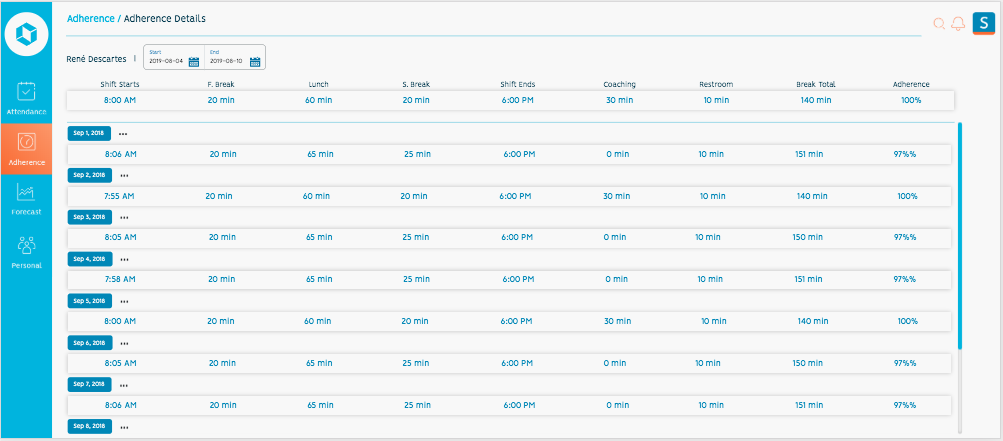 Adherence / Adherence Details
S
René Descartes
Start
2019-08-04
End
2019-08-10
Shift Starts F. Break Lunch S. Break Shift Ends Coaching Restroom Break Total Adherence
8:00 AM 20 min 60 min 20 min 6:00 PM 30 min 10 min 140 min 100%
Attendance
Adherence
Forecast
Personal
Sep 1, 2018 ...
8:06 AM 20 min 65 min 25 min 6:00 PM 0 min 10 min 151 min 97%%
Sep 2, 2018 ...
7:55 AM 20 min 60 min 20 min 6:00 PM 30 min 10 min 140 min 100%
Sep 3, 2018 ...
8:05 AM 20 min 65 min 25 min 6:00 PM 0 min 10 min 150 min 97%%
Sep 4, 2018 ...
7:58 AM 20 min 65 min 25 min 6:00 PM 0 min 10 min 151 min 97%%
Sep 5, 2018 ...
8:00 AM 20 min 60 min 20 min 6:00 PM 30 min 10 min 140 min 100%
Sep 6, 2018 ...
8:05 AM 20 min 65 min 25 min 6:00 PM 0 min 10 min 150 min 97%%
Sep 7, 2018 ...
8:06 AM 20 min 65 min 25 min 6:00 PM 0 min 10 min 151 min 97%%
Sep 8, 2018 ...